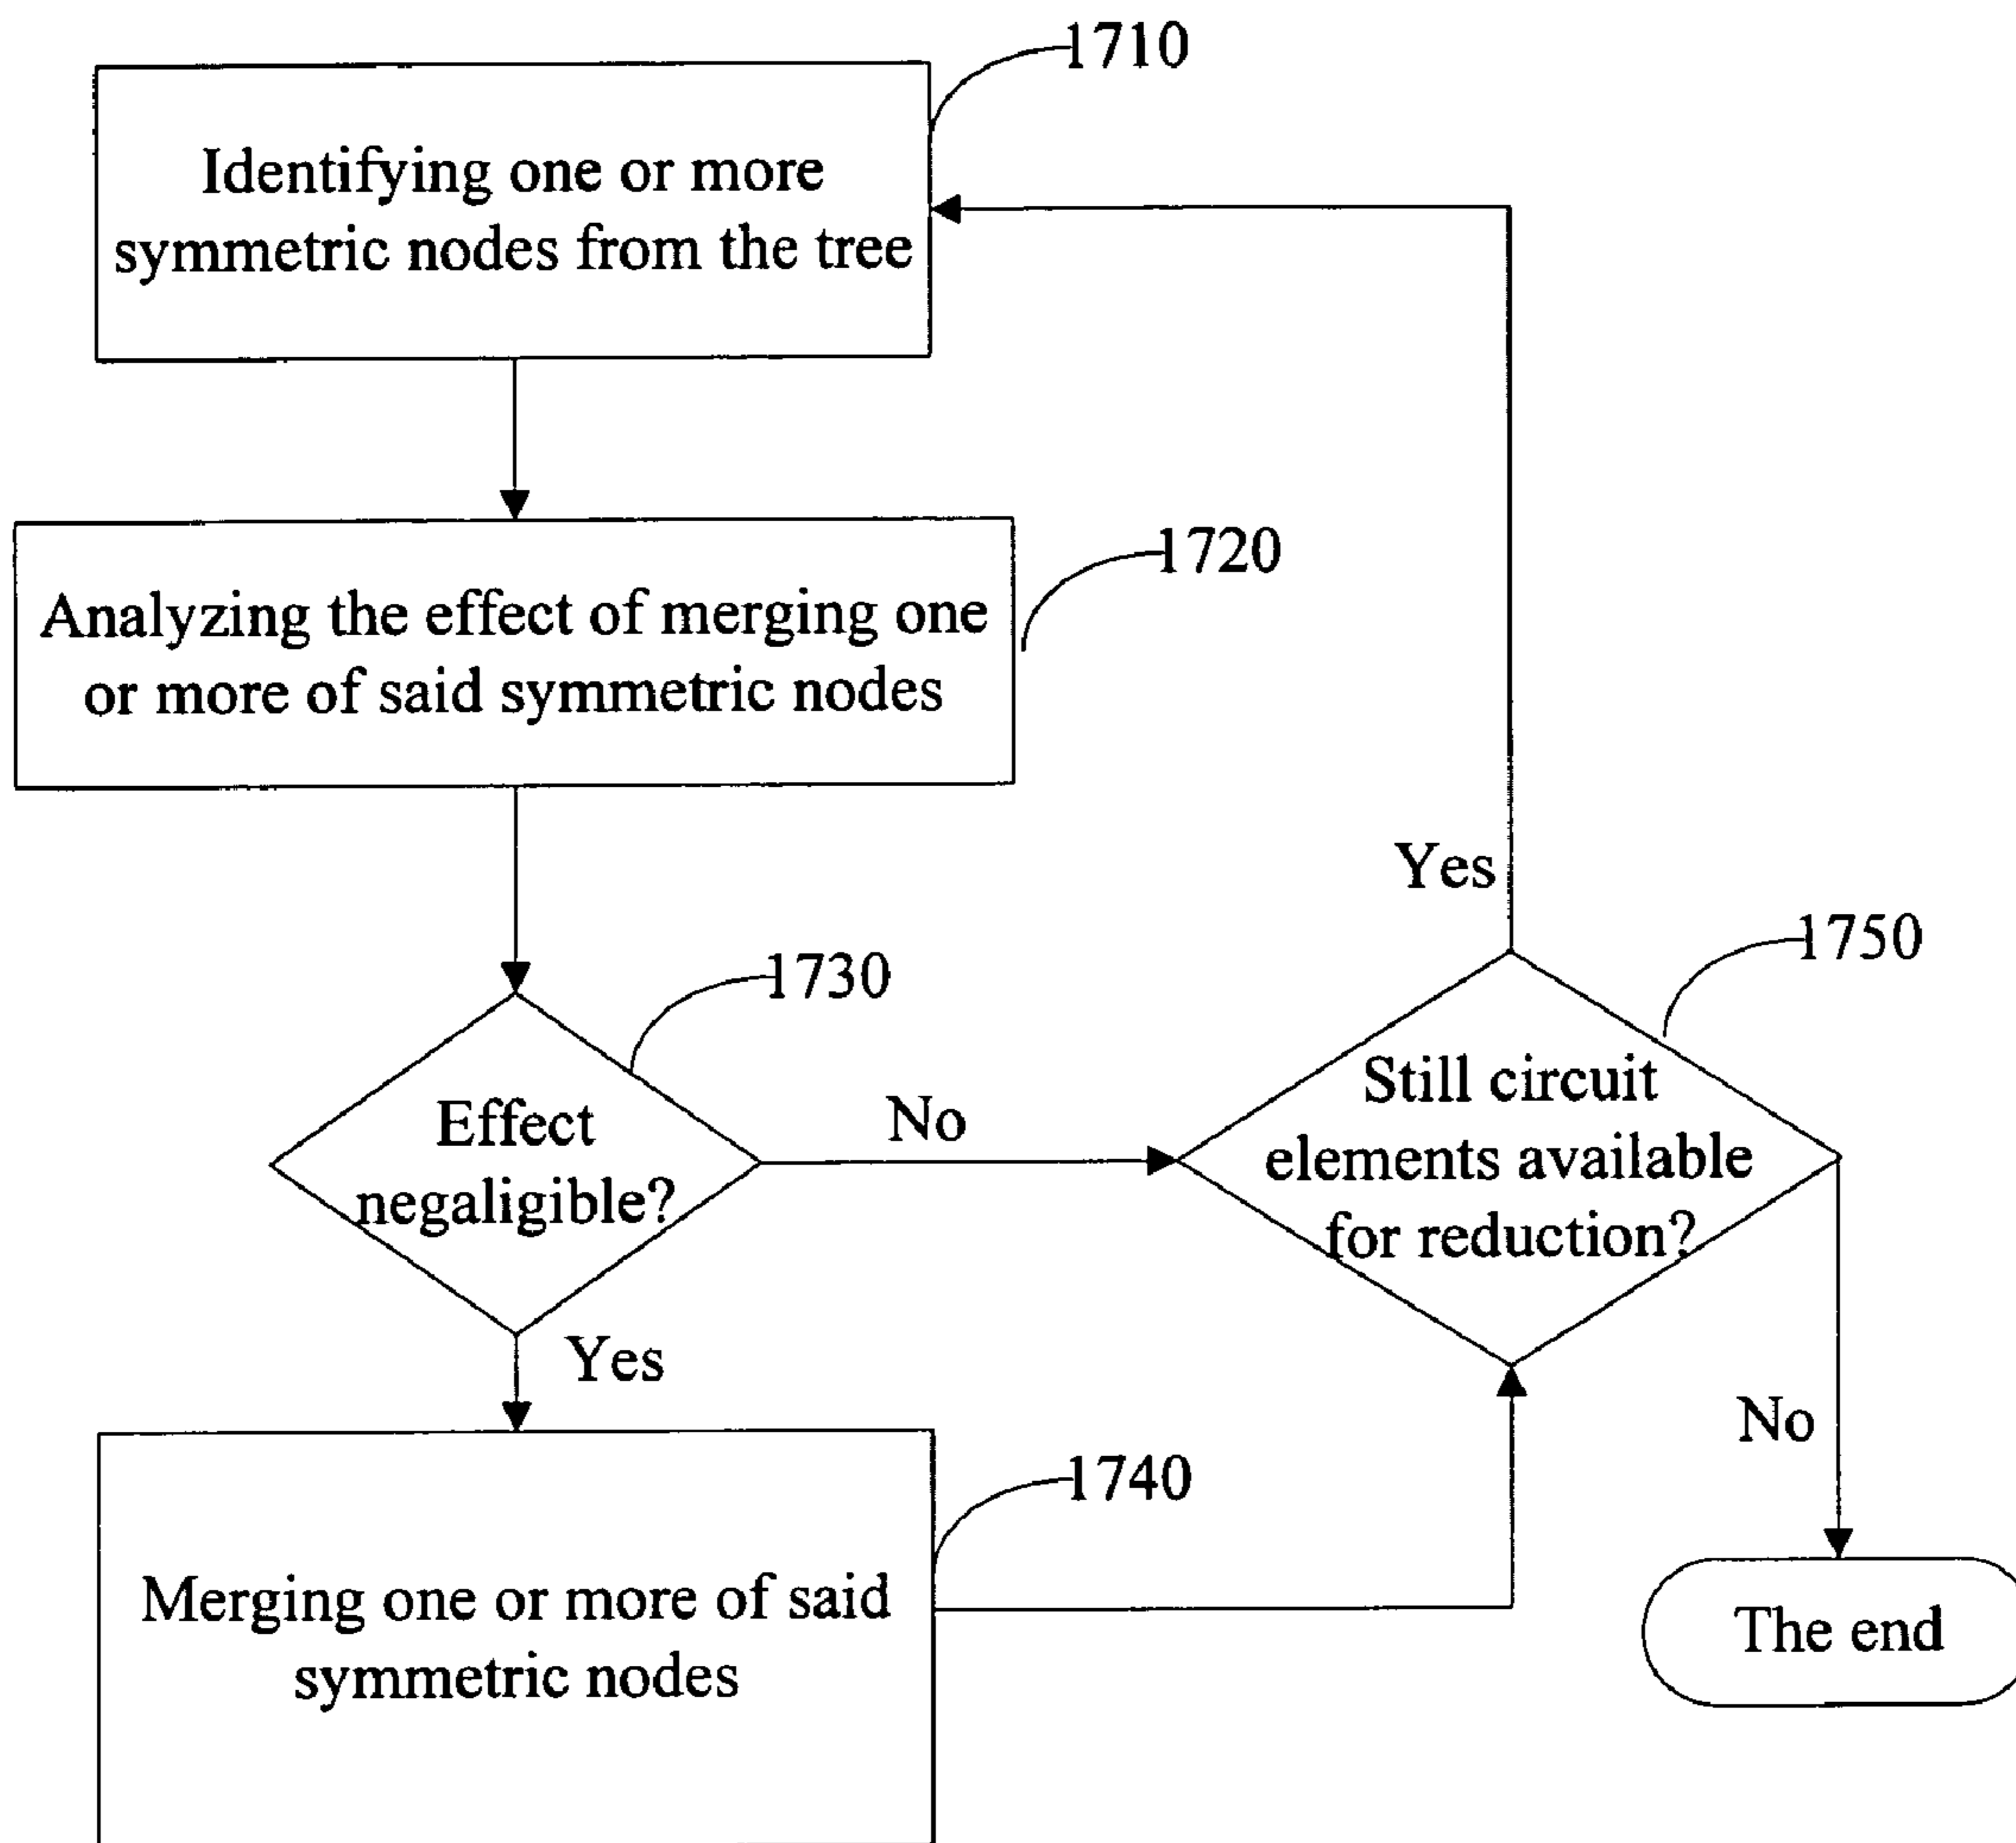 1710
Identifying one or more
symmetric nodes from the tree
1720
Analyzing the effect of merging one
or more of said symmetric nodes
Yes
1750
1730
Effect
negaligible?
No
Still circuit
elements available
for reduction?
Yes
No
1740
Merging one or more of said
symmetric nodes
The end